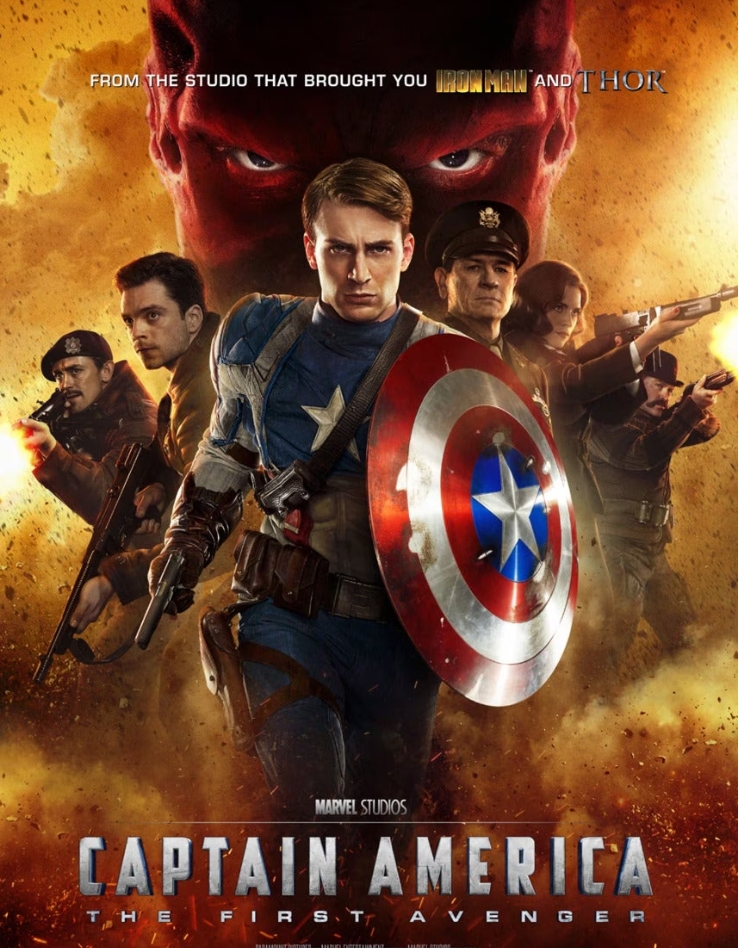 FROM THE STUDIO THAT BROUGHT YOU IRON MAN AND THOR
MARVEL STUDIOS
CAPTAIN AMERICA
THE FIRST AVENGER